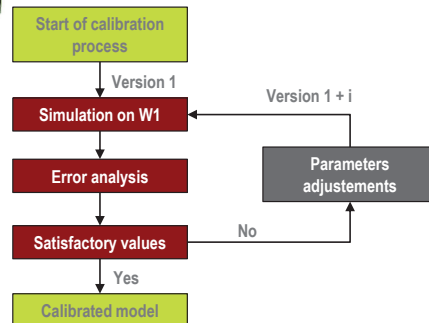 Start of calibration
process
Version 1
Version 1 + i
Simulation on W1
Error analysis
Parameters
adjustements
Satisfactory values
No
Yes
Calibrated model